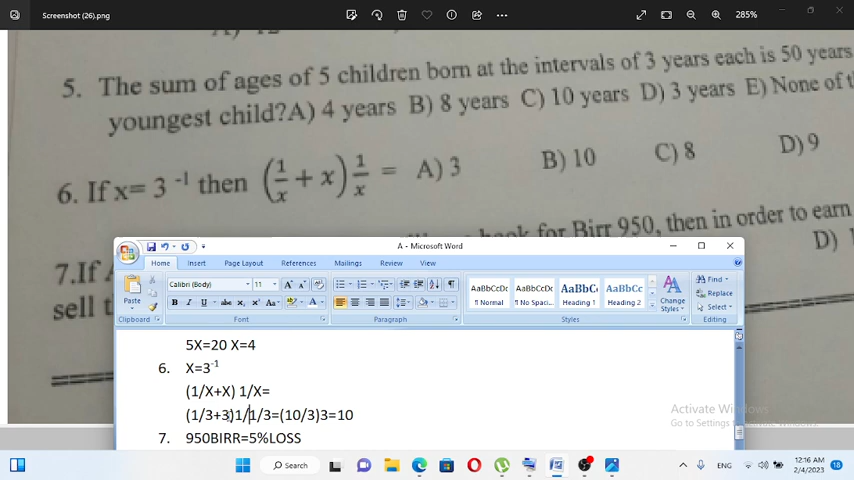 Screenshot (26).png
285%
5. The sum of ages of 5 children born at the intervals of 3 years each is 50 years
youngest child?A) 4 years B) 8 years C) 10 years D) 3 years E) None of t
6. If x= 3 -1 then (1/x + x) 1/x = A) 3 B) 10 C) 8 D) 9
book for Birr 950, then in order to earn
7.If
D)
sell t
A - Microsoft Word
Home Insert Page Layout References Mailings Review View
Paste
Calibri (Body) 11
AaBbCcDc AaBbCcDc AaBbC AaBbCc
¶ Normal ¶ No Spaci... Heading 1 Heading 2
Change Styles
Find
Replace
Select
Clipboard Font Paragraph Styles Editing
5X=20 X=4
6. X=3-1
(1/X+X) 1/X=
(1/3+3)1/1/3=(10/3)3=10
7. 950BIRR=5%LOSS
Activate Windows
Go to Settings
Search
ENG
12:16 AM
2/4/2023
18